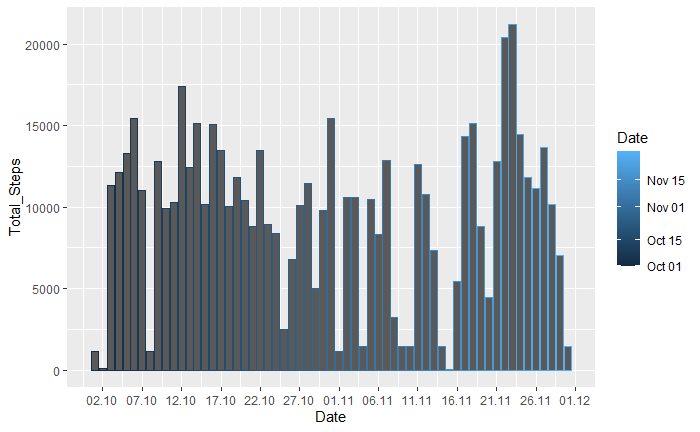 20000
15000
10000
5000
0
Total_Steps
02.10 07.10 12.10 17.10 22.10 27.10 01.11 06.11 11.11 16.11 21.11 26.11 01.12
Date
Date
Nov 15
Nov 01
Oct 15
Oct 01